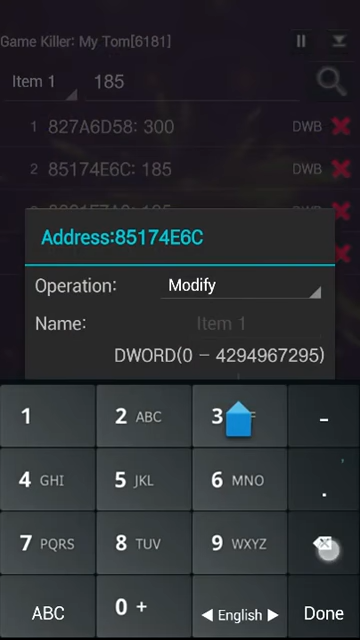 Game Killer: My Tom[6181]
Item 1 185
1 827A6D58: 300 DWB
2 85174E6C: 185 DWB
Address:85174E6C
Operation: Modify
Name: Item 1
DWORD(0 – 4294967295)
1 2 ABC 3 –
4 GHI 5 JKL 6 MNO .
7 PQRS 8 TUV 9 WXYZ
ABC 0 + English Done